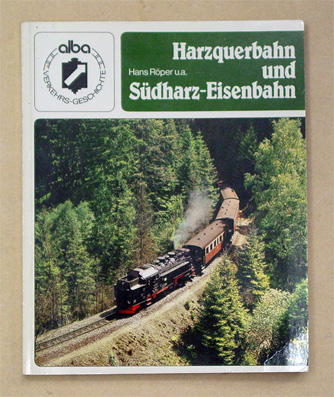 alba
VERKEHRS-GESCHICHTE
Hans Röper u.a.
Harzquerbahn
und
Südharz-Eisenbahn